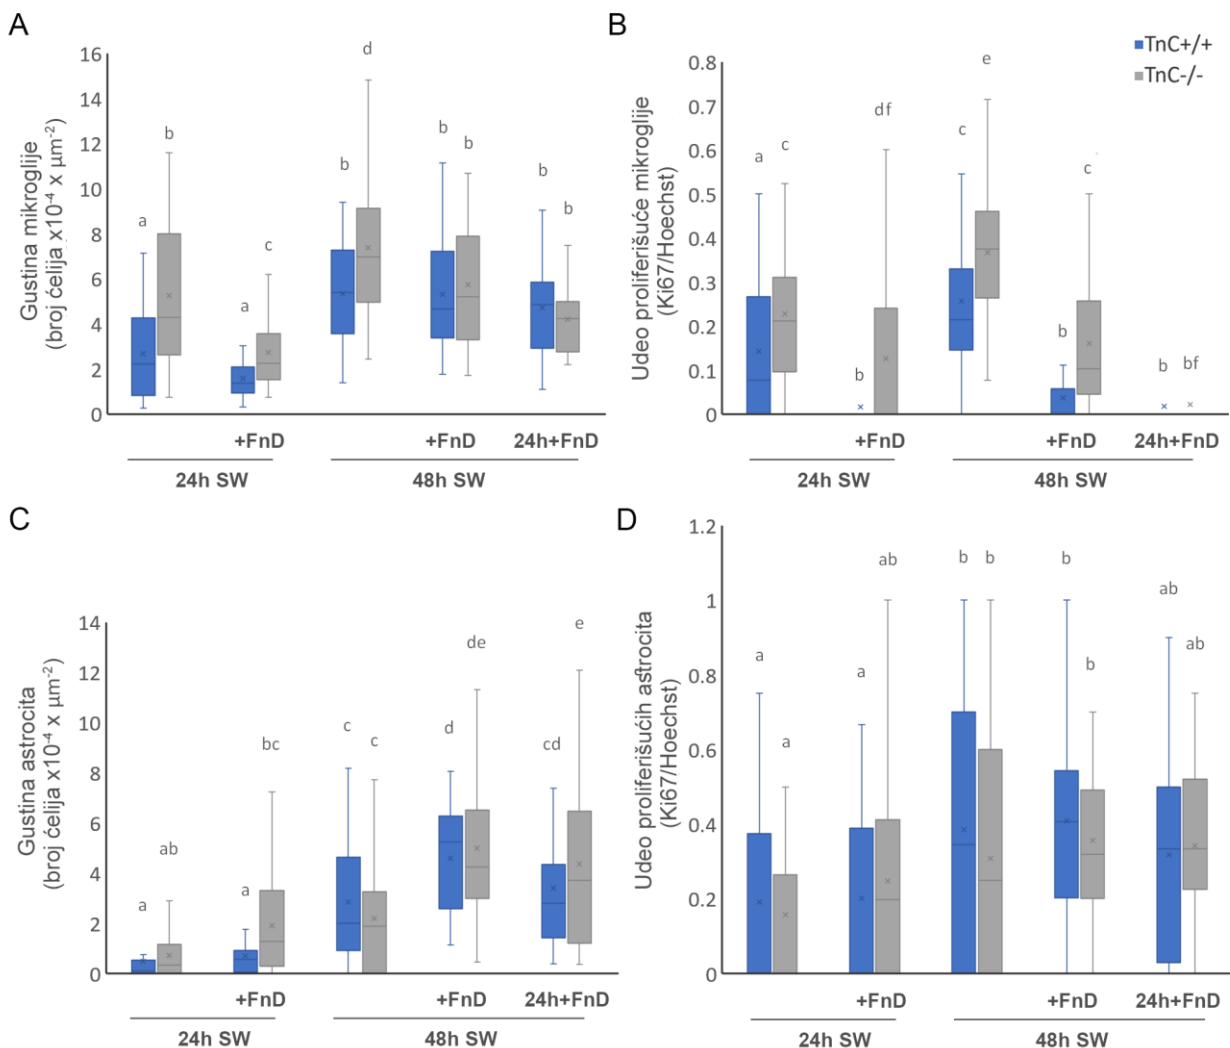 A
Gustina mikroglije
(broj ćelija x10⁻⁴ x µm⁻²)
16
14
12
10
8
6
4
2
0
a
b
a
c
b
d
b
b
b
b
+FnD
+FnD
24h+FnD
24h SW
48h SW
B
TnC+/+
TnC-/-
Udeo proliferišuće mikroglije
(Ki67/Hoechst)
0.8
0.7
0.6
0.5
0.4
0.3
0.2
0.1
0
a
c
b
df
c
e
b
c
b
bf
+FnD
+FnD
24h+FnD
24h SW
48h SW
C
Gustina astrocita
(broj ćelija x10⁻⁴ x µm⁻²)
14
12
10
8
6
4
2
0
a
ab
a
bc
c
c
d
de
cd
e
+FnD
+FnD
24h+FnD
24h SW
48h SW
D
Udeo proliferišućih astrocita
(Ki67/Hoechst)
1.2
1
0.8
0.6
0.4
0.2
0
a
a
a
ab
b
b
b
b
ab
ab
+FnD
+FnD
24h+FnD
24h SW
48h SW